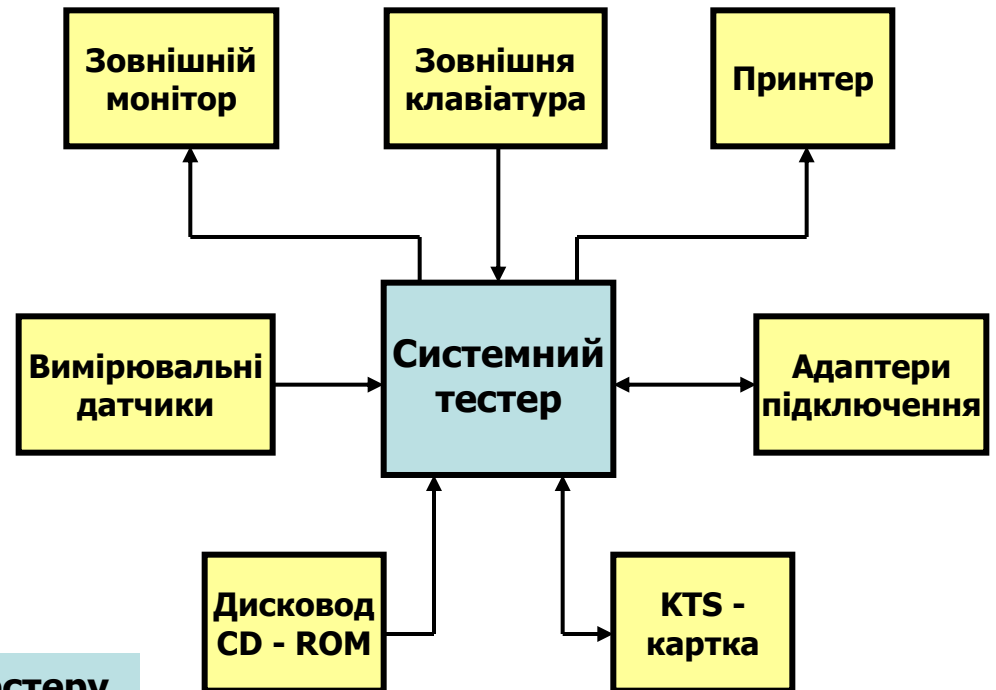 Зовнішній
монітор
Зовнішня
клавіатура
Принтер
Вимірювальні
датчики
Системний
тестер
Адаптери
підключення
Дисковод
CD - ROM
KTS -
картка